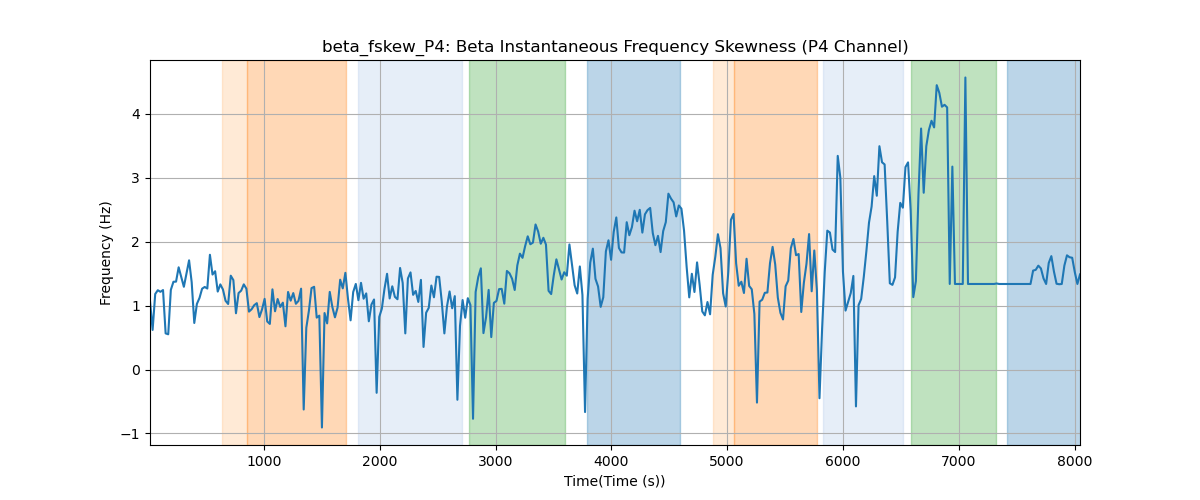 beta_fskew_P4: Beta Instantaneous Frequency Skewness (P4 Channel)
Frequency (Hz)
4
3
2
1
0
−1
1000 2000 3000 4000 5000 6000 7000 8000
Time(Time (s))